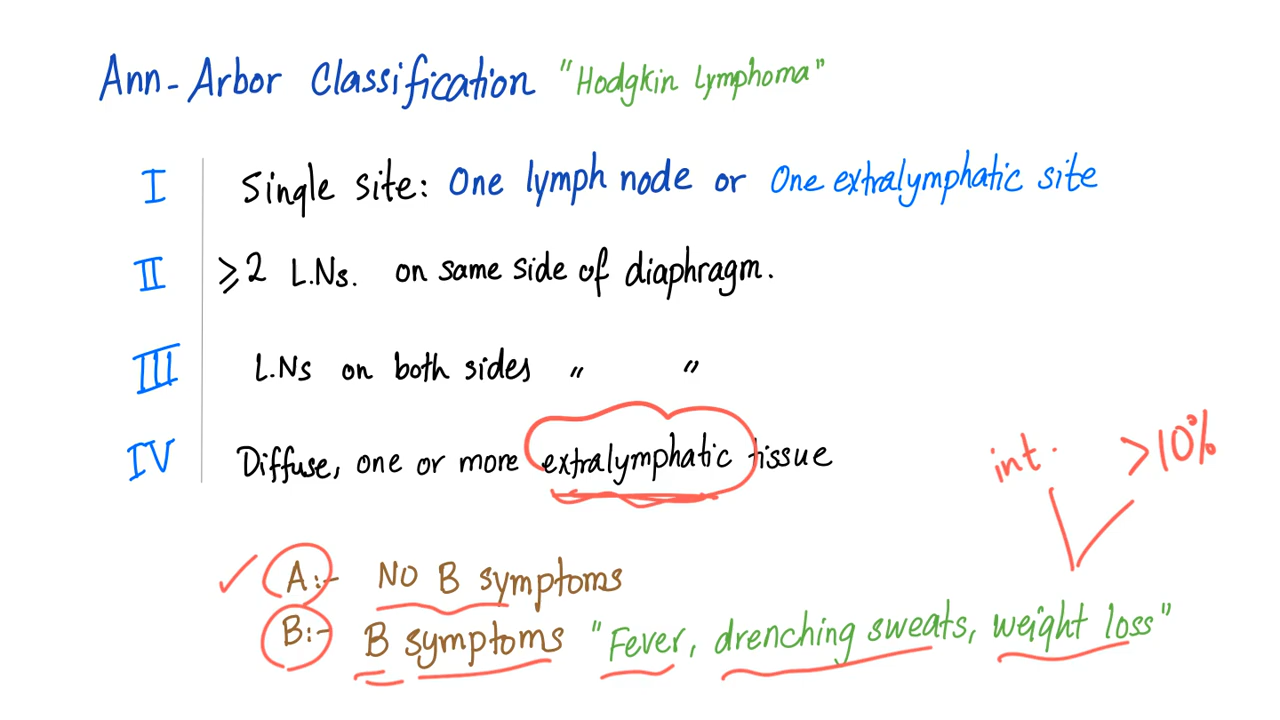 Ann-Arbor Classification "Hodgkin lymphoma"
I Single site: One lymph node or One extralymphatic site
II ≥2 L.Ns. on same side of diaphragm.
III L.Ns on both sides " "
IV Diffuse, one or more extralymphatic tissue
int. >10%
A:- NO B symptoms
B:- B symptoms "Fever, drenching sweats, weight loss"